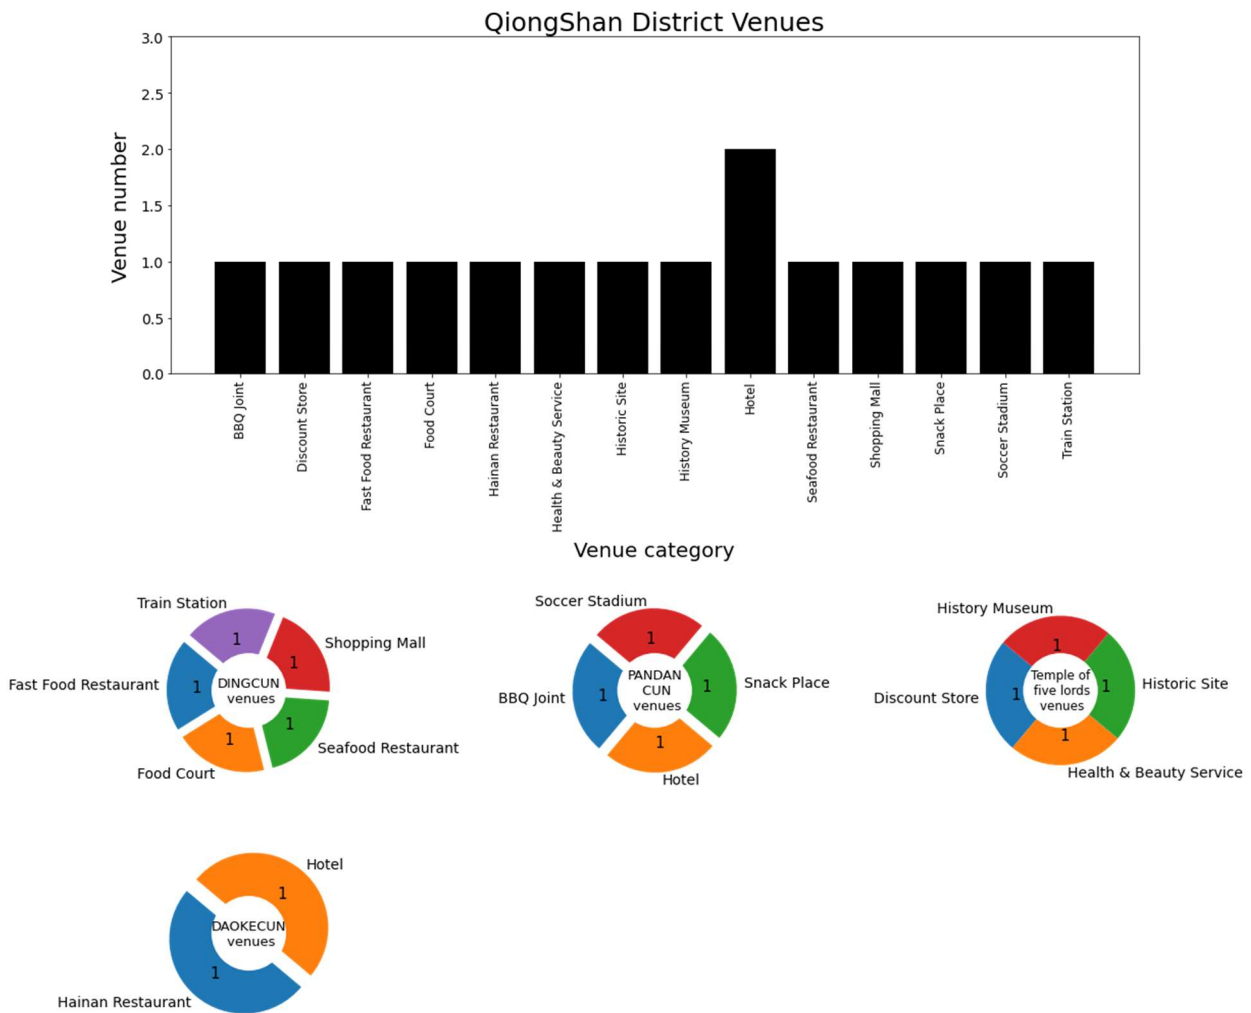 QiongShan District Venues
3.0
2.5
2.0
1.5
1.0
0.5
0.0
Venue number
BBQ Joint
Discount Store
Fast Food Restaurant
Food Court
Hainan Restaurant
Health & Beauty Service
Historic Site
History Museum
Hotel
Seafood Restaurant
Shopping Mall
Snack Place
Soccer Stadium
Train Station
Venue category
Train Station
1
Shopping Mall
1
Fast Food Restaurant
1
DINGCUN
venues
Food Court
1
Seafood Restaurant
1
Soccer Stadium
1
BBQ Joint
1
PANDAN
CUN
venues
Snack Place
1
Hotel
1
History Museum
1
Discount Store
1
Temple of
five lords
venues
Historic Site
1
Health & Beauty Service
1
Hotel
1
DAOKECUN
venues
Hainan Restaurant
1